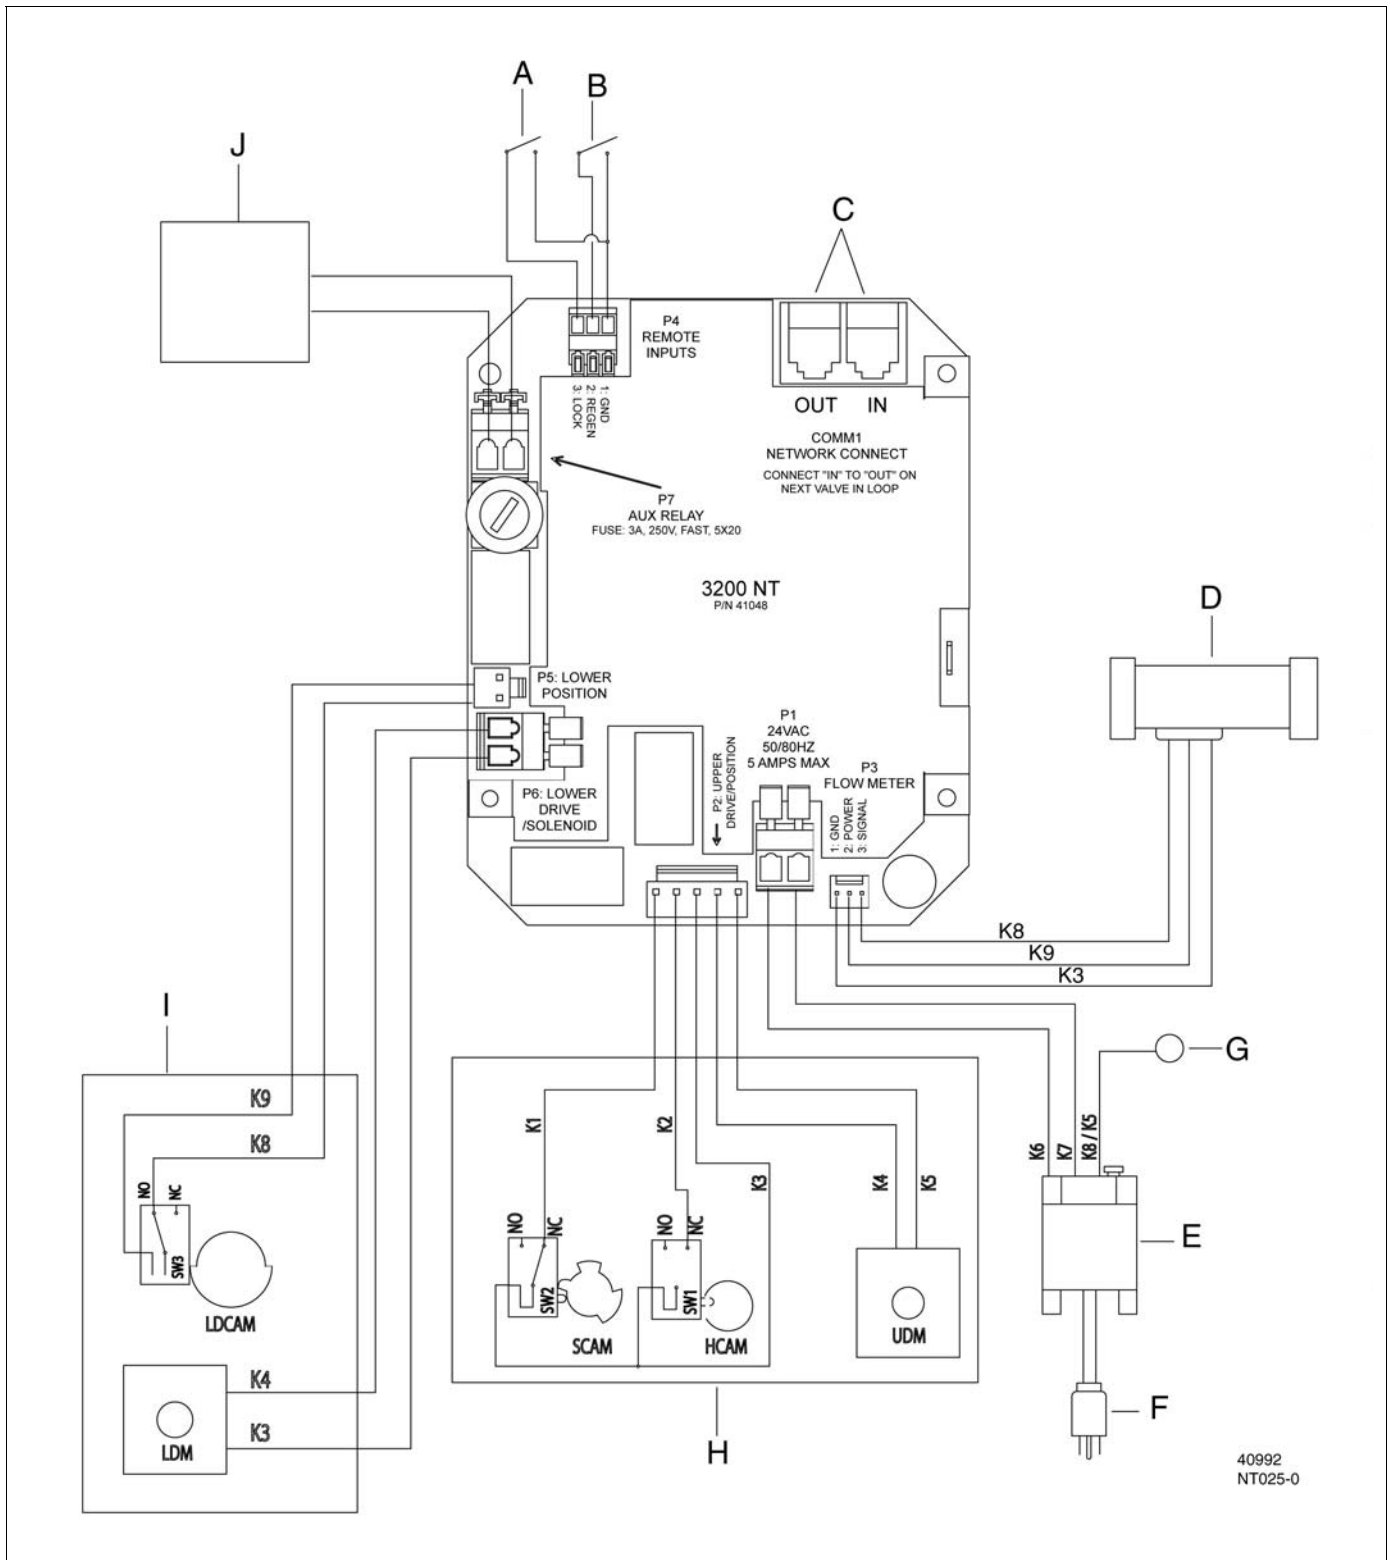 A
B
J
C
P4
REMOTE
INPUTS
1: GND
2: REGEN
3: LOCK
OUT IN
COMM1
NETWORK CONNECT
CONNECT "IN" TO "OUT" ON
NEXT VALVE IN LOOP
P7
AUX RELAY
FUSE: 3A, 250V, FAST, 5X20
3200 NT
P/N 41048
D
P5: LOWER
POSITION
P1
24VAC
50/80HZ
5 AMPS MAX
P2: UPPER
DRIVE/POSITION
P3
FLOW METER
1: GND
2: POWER
3: SIGNAL
P6: LOWER
DRIVE
/SOLENOID
K8
K9
K3
I
G
K9
K8
NO
NC
SW3
LDCAM
K4
K3
LDM
K1
K2
K3
K4
K5
NO
NC
SW2
SCAM
NO
NC
SW1
HCAM
UDM
K6
K7
K8 / K5
E
F
H
40992
NT025-0